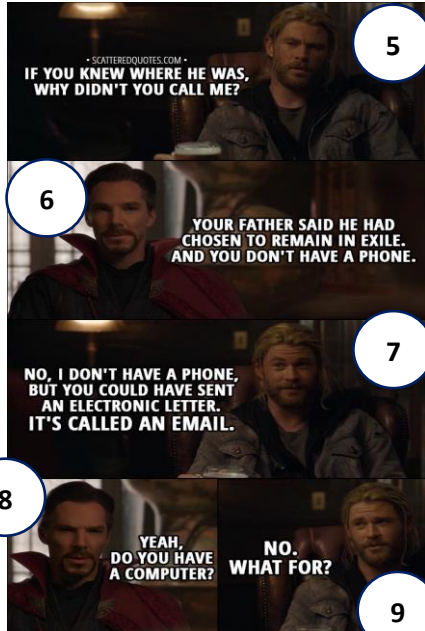 5
• SCATTEREDQUOTES.COM •
IF YOU KNEW WHERE HE WAS,
WHY DIDN'T YOU CALL ME?
6
YOUR FATHER SAID HE HAD
CHOSEN TO REMAIN IN EXILE.
AND YOU DON'T HAVE A PHONE.
7
NO, I DON'T HAVE A PHONE,
BUT YOU COULD HAVE SENT
AN ELECTRONIC LETTER.
IT'S CALLED AN EMAIL.
8
YEAH,
DO YOU HAVE
A COMPUTER?
NO.
WHAT FOR?
9